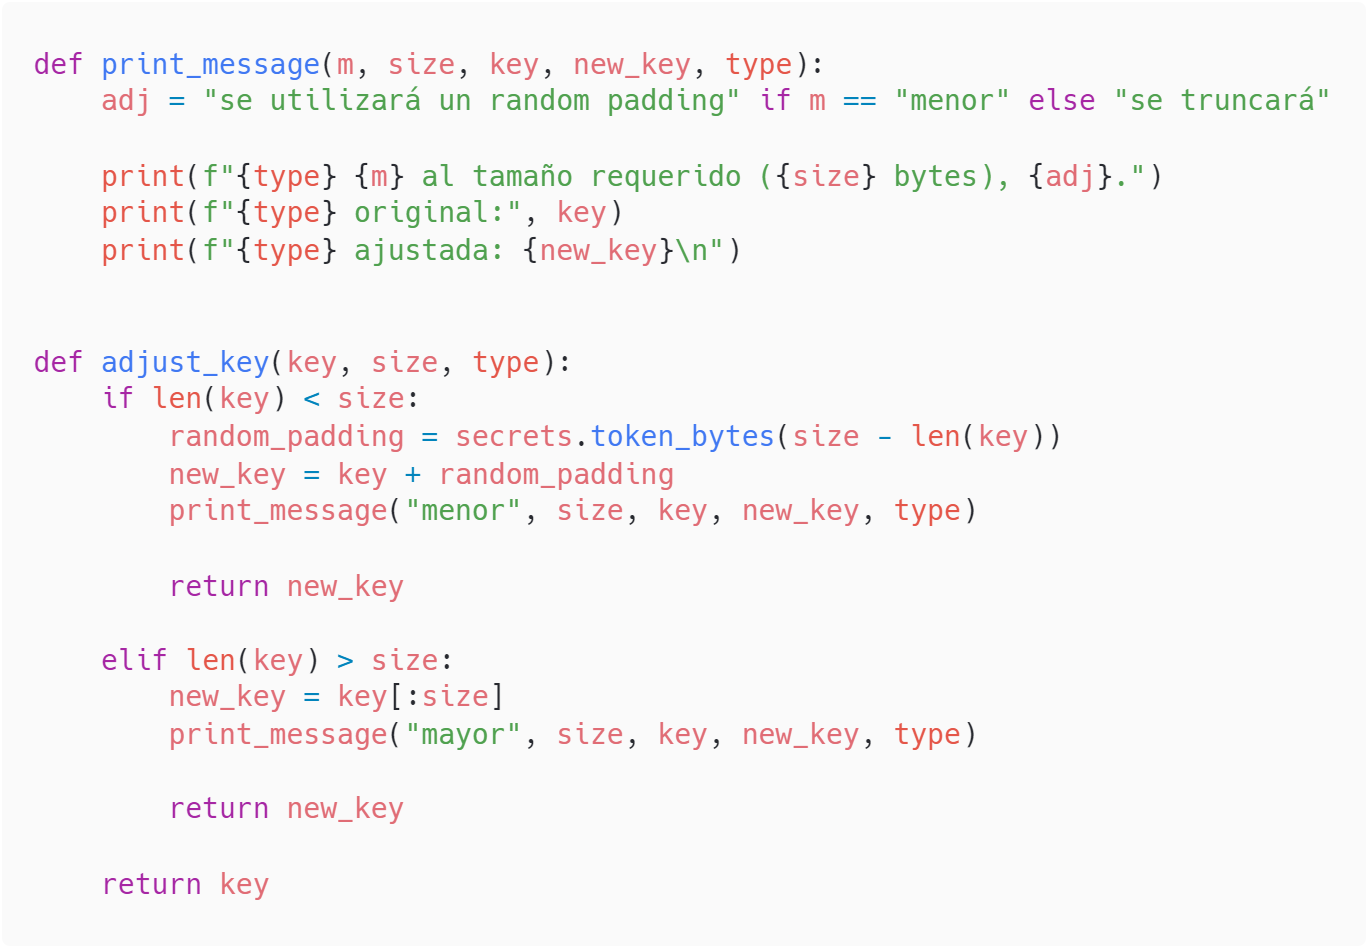 def print_message(m, size, key, new_key, type):
    adj = "se utilizará un random padding" if m == "menor" else "se truncará"
    print(f"{type} {m} al tamaño requerido ({size} bytes), {adj}.")
    print(f"{type} original:", key)
    print(f"{type} ajustada: {new_key}\n")
def adjust_key(key, size, type):
    if len(key) < size:
        random_padding = secrets.token_bytes(size - len(key))
        new_key = key + random_padding
        print_message("menor", size, key, new_key, type)
        return new_key
    elif len(key) > size:
        new_key = key[:size]
        print_message("mayor", size, key, new_key, type)
        return new_key
    return key